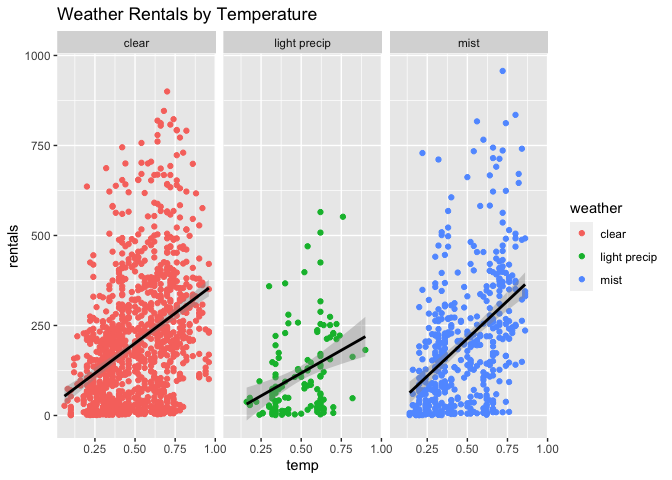 Weather Rentals by Temperature
clear
light precip
mist
1000
750
500
250
0
rentals
0.25 0.50 0.75 1.00
0.25 0.50 0.75 1.00
0.25 0.50 0.75 1.00
temp
weather
clear
light precip
mist